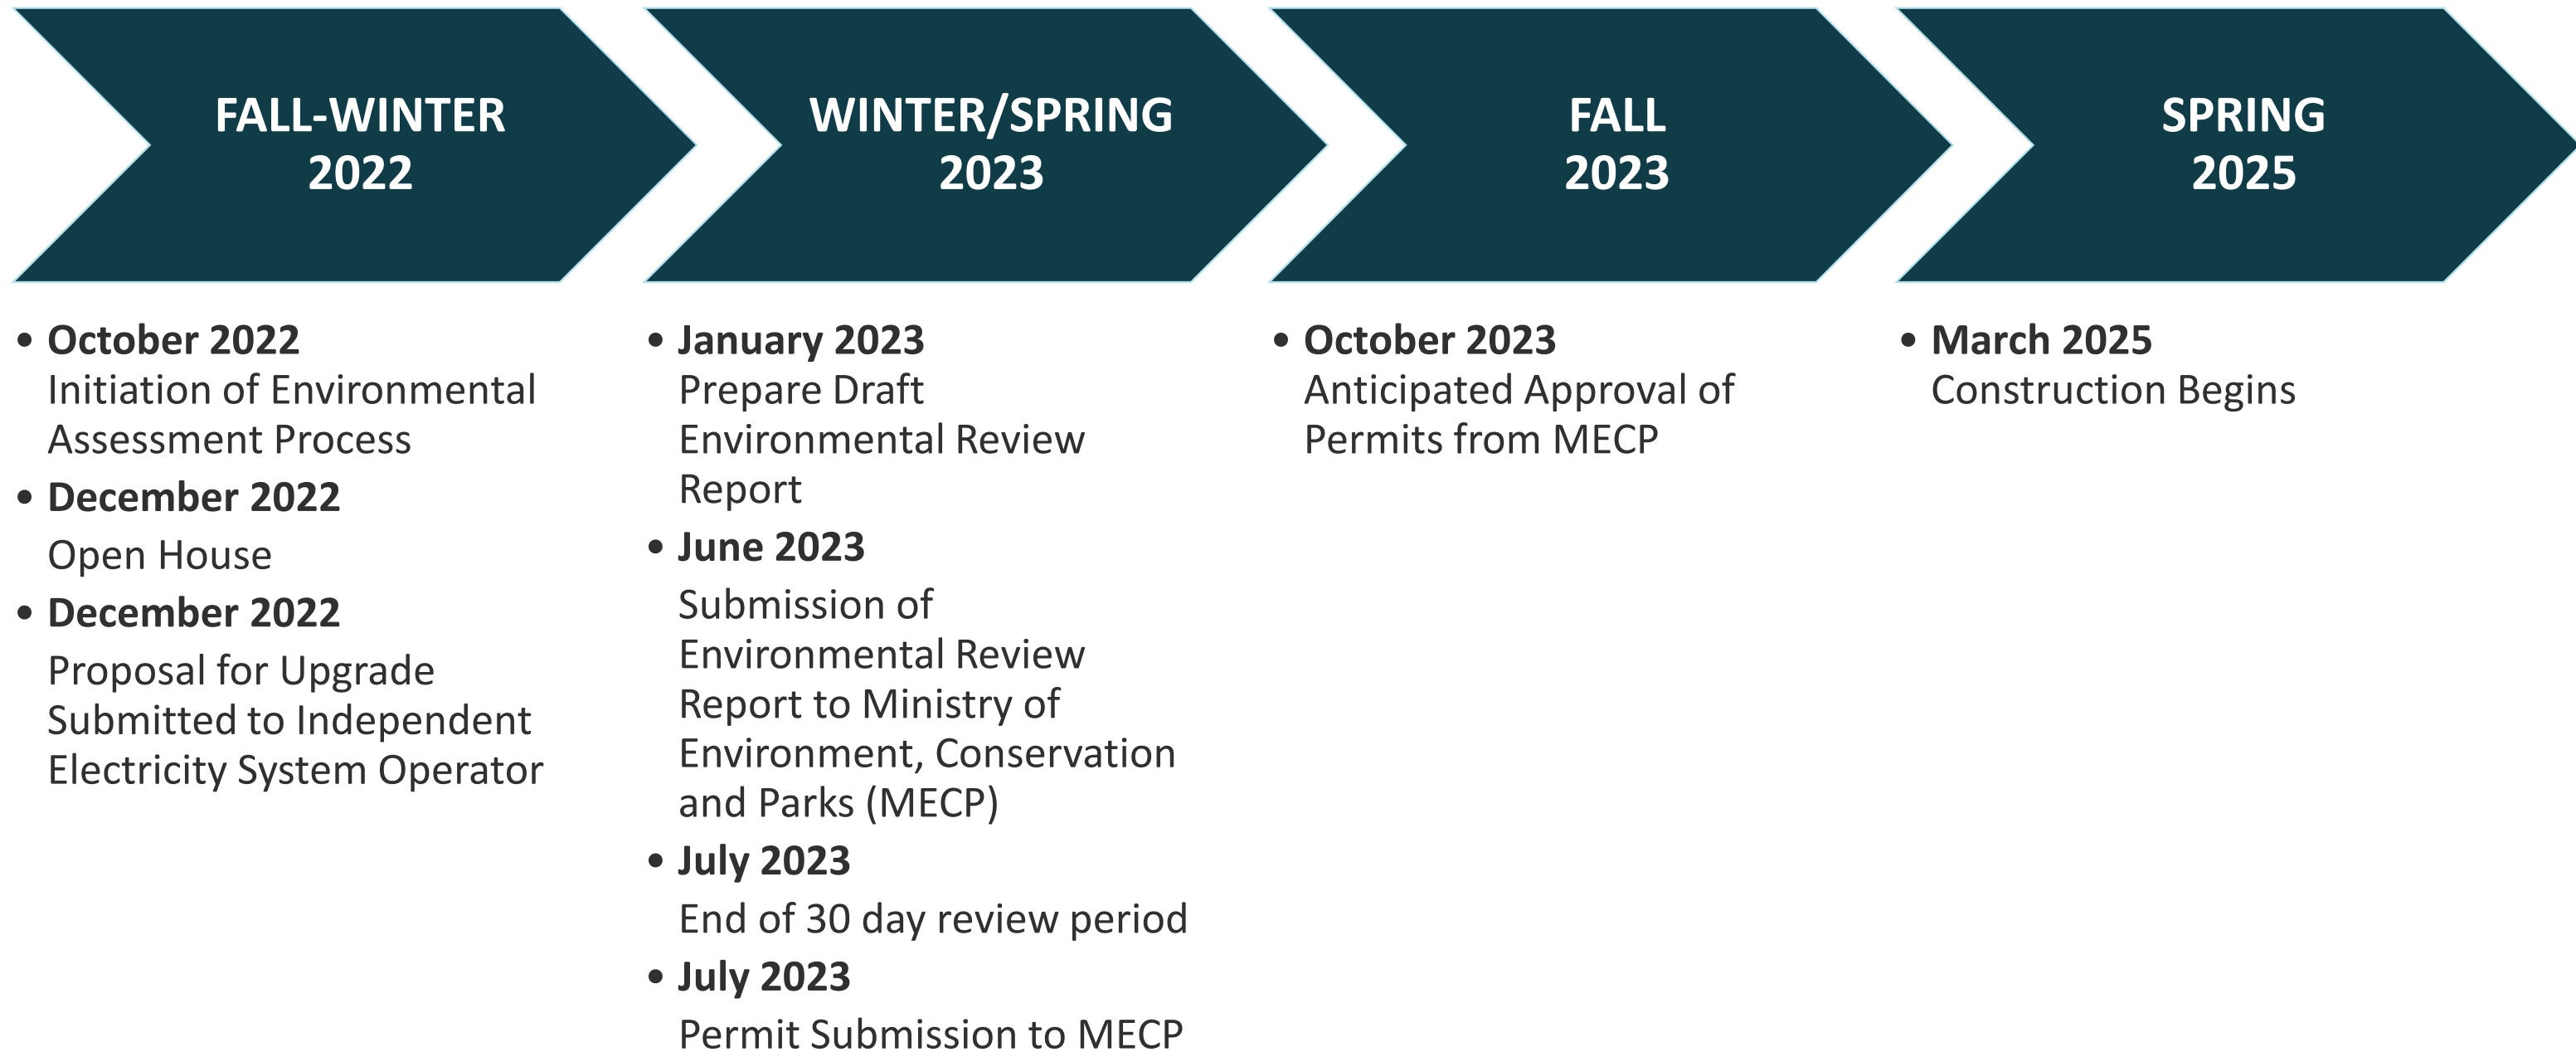 FALL-WINTER
2022
WINTER/SPRING
2023
FALL
2023
SPRING
2025
• October 2022
Initiation of Environmental
Assessment Process
• December 2022
Open House
• December 2022
Proposal for Upgrade
Submitted to Independent
Electricity System Operator
• January 2023
Prepare Draft
Environmental Review
Report
• June 2023
Submission of
Environmental Review
Report to Ministry of
Environment, Conservation
and Parks (MECP)
• July 2023
End of 30 day review period
• July 2023
Permit Submission to MECP
• October 2023
Anticipated Approval of
Permits from MECP
• March 2025
Construction Begins